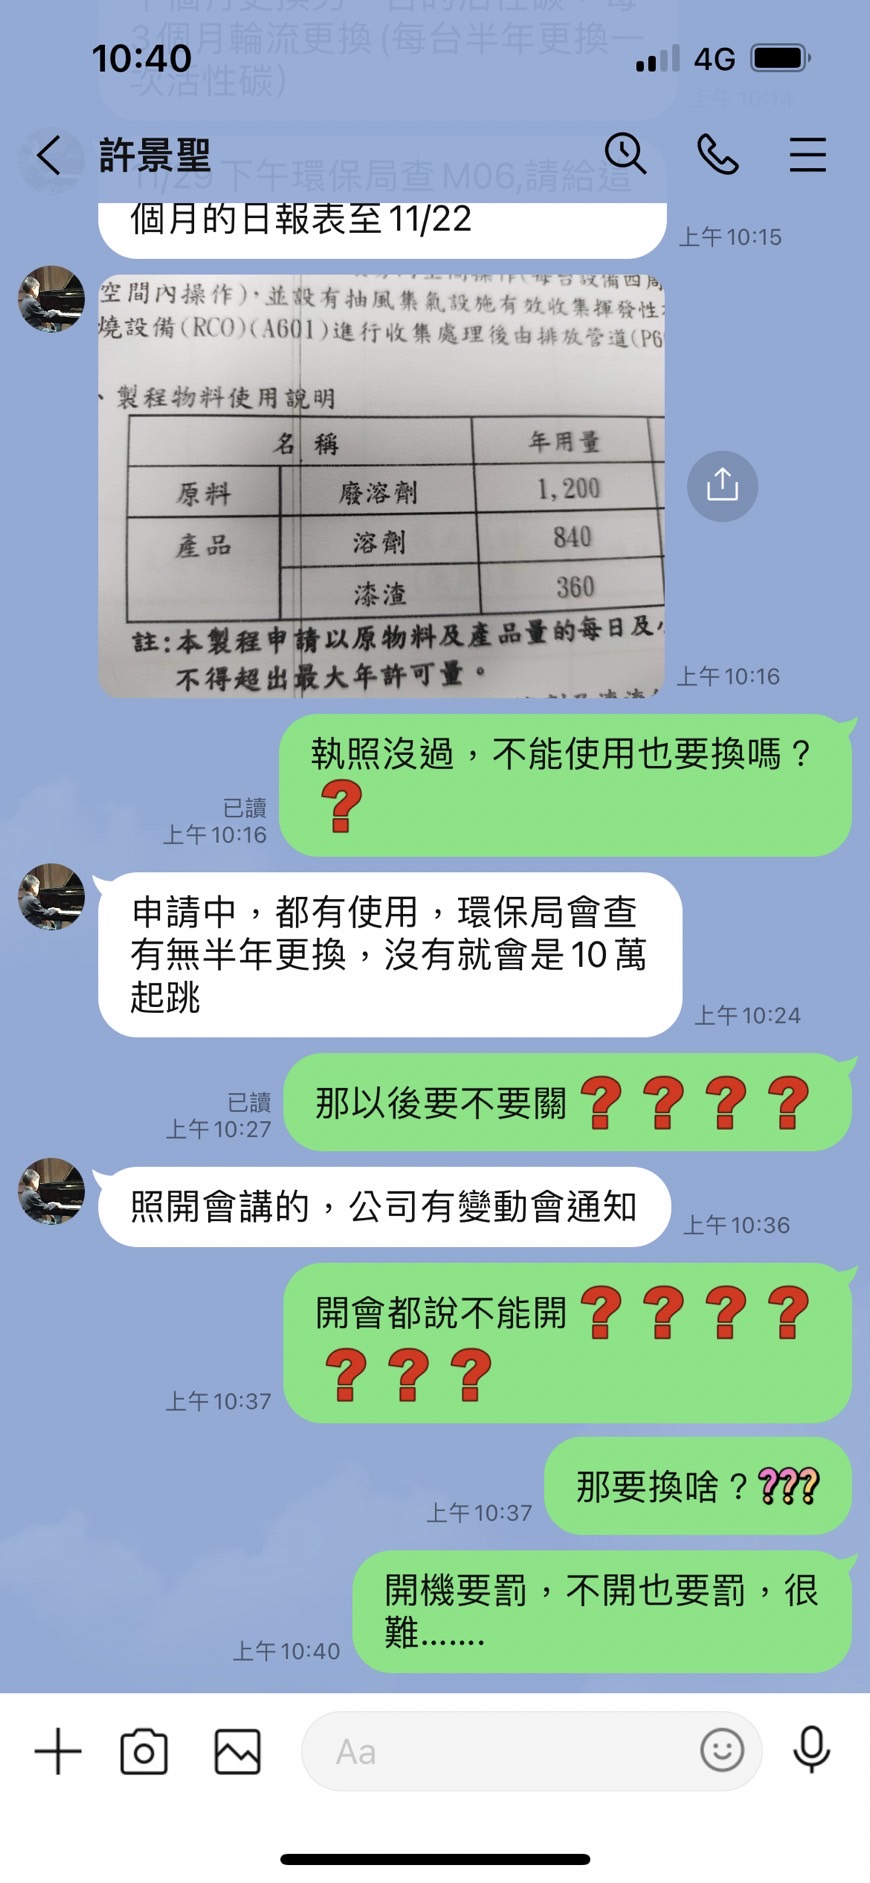 3個月輪流更換(每台半年更換一
次活性碳)
上午10:14
10:40
4G
許景聖
11/29下午環保局查M06,請給這
個月的日報表至11/22
上午10:15
空間內操作),並設有抽風集氣設施有效收集揮發性
燒設備(RCO)(A601)進行收集處理後由排放管道(P6
、製程物料使用說明
名稱 年用量
原料 廢溶劑 1,200
產品 溶劑 840
漆渣 360
註:本製程申請以原物料及產品量的每日及
不得超出最大年許可量。
上午10:16
執照沒過,不能使用也要換嗎?
❓
已讀
上午10:16
申請中,都有使用,環保局會查
有無半年更換,沒有就會是10萬
起跳
上午10:24
那以後要不要關❓❓❓❓
已讀
上午10:27
照開會講的,公司有變動會通知
上午10:36
開會都說不能開❓❓❓❓
❓❓❓
上午10:37
那要換啥????
上午10:37
開機要罰,不開也要罰,很
難.......
上午10:40
Aa